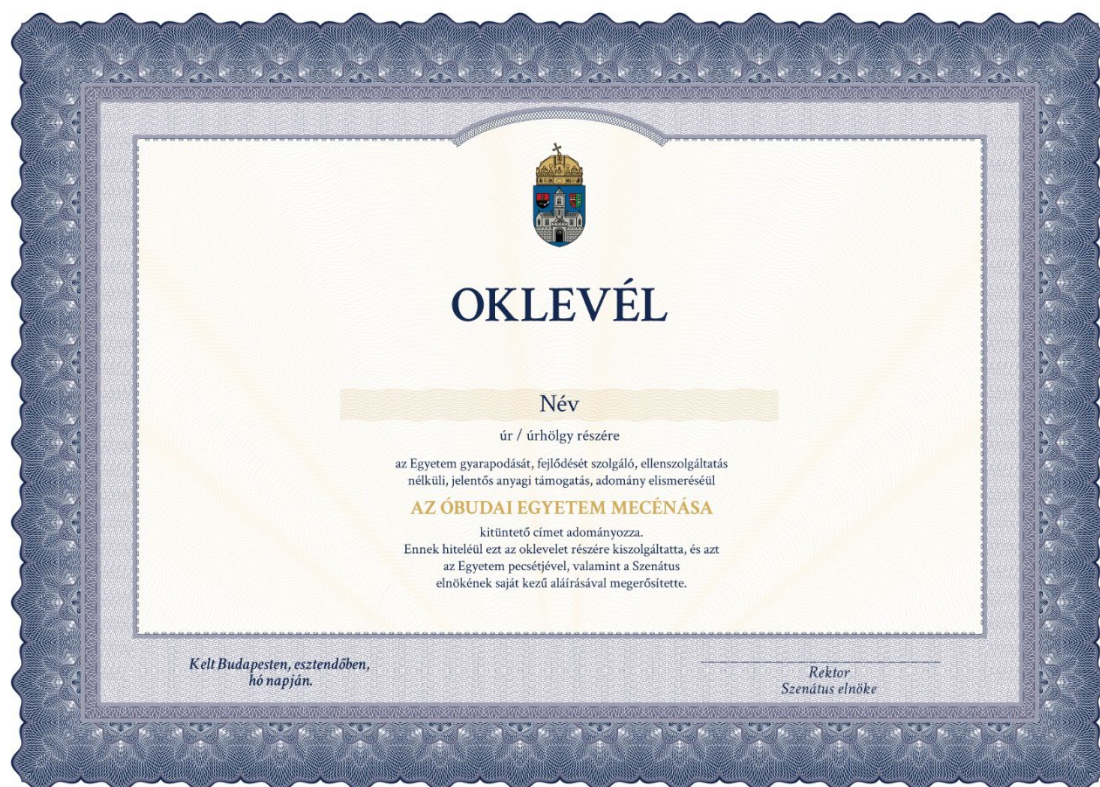 OKLEVÉL
Név
úr / úrhölgy részére
az Egyetem gyarapodását, fejlődését szolgáló, ellenszolgáltatás
nélküli, jelentős anyagi támogatás, adomány elismeréséül
AZ ÓBUDAI EGYETEM MECÉNÁSA
kitüntető címet adományozza.
Ennek hiteléül ezt az oklevelet részére kiszolgáltatta, és azt
az Egyetem pecsétjével, valamint a Szenátus
elnökének saját kezű aláírásával megerősítette.
Kelt Budapesten, esztendőben,
hó napján.
Rektor
Szenátus elnöke